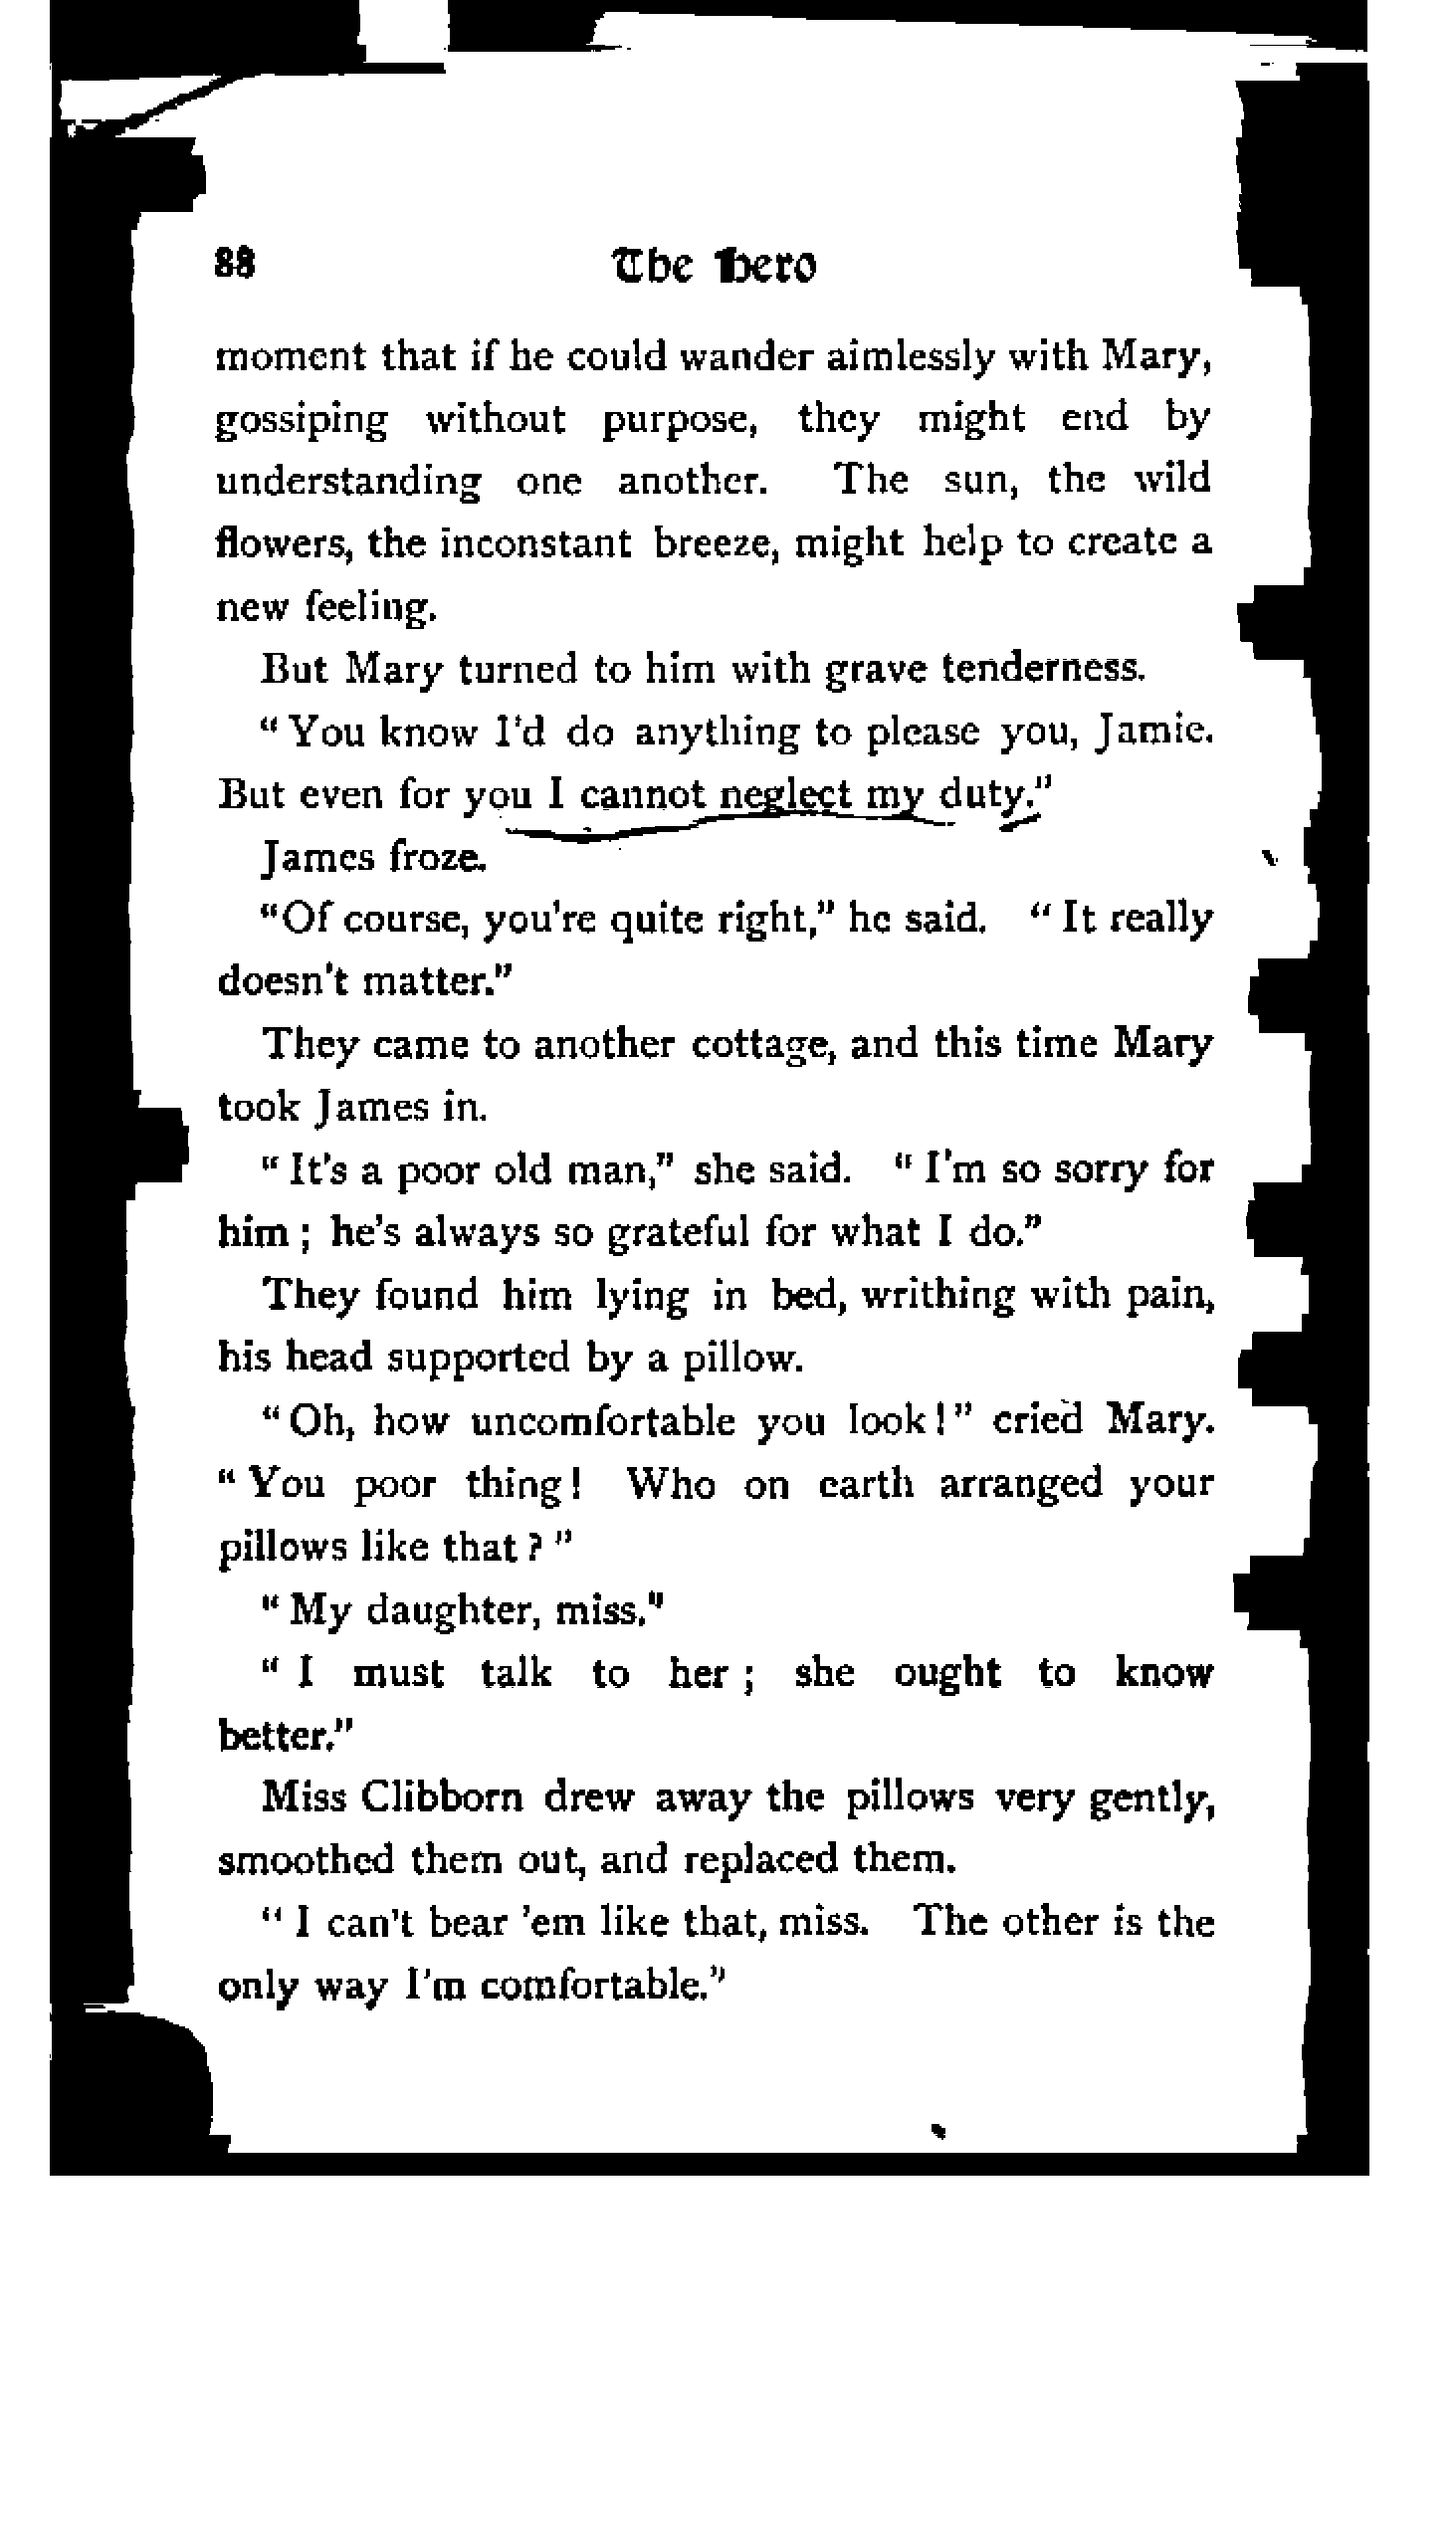 88 The Hero
moment that if he could wander aimlessly with Mary,
gossiping without purpose, they might end by
understanding one another. The sun, the wild
flowers, the inconstant breeze, might help to create a
new feeling.
But Mary turned to him with grave tenderness.
"You know I'd do anything to please you, Jamie.
But even for you I cannot neglect my duty."
James froze.
"Of course, you're quite right," he said. "It really
doesn't matter."
They came to another cottage, and this time Mary
took James in.
"It's a poor old man," she said. "I'm so sorry for
him; he's always so grateful for what I do."
They found him lying in bed, writhing with pain,
his head supported by a pillow.
"Oh, how uncomfortable you look!" cried Mary.
"You poor thing! Who on earth arranged your
pillows like that?"
"My daughter, miss."
"I must talk to her; she ought to know
better."
Miss Clibborn drew away the pillows very gently,
smoothed them out, and replaced them.
"I can't bear 'em like that, miss. The other is the
only way I'm comfortable."